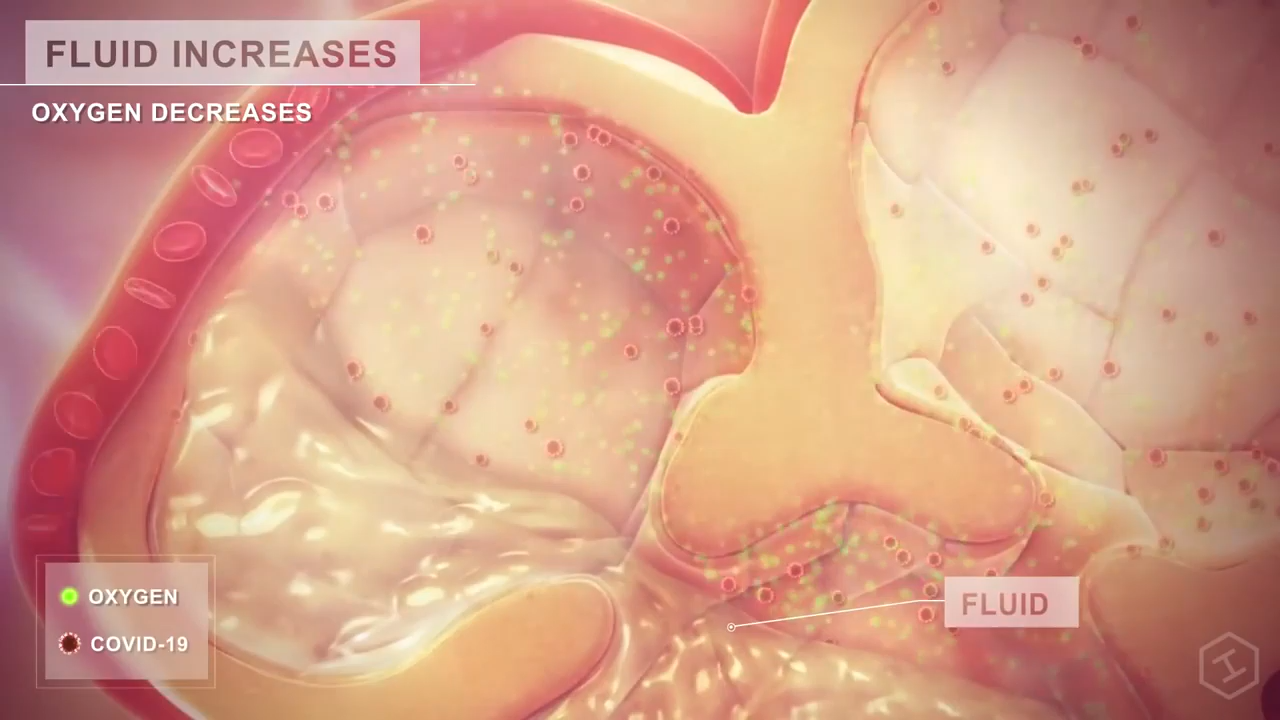 FLUID INCREASES
OXYGEN DECREASES
OXYGEN
COVID-19
FLUID